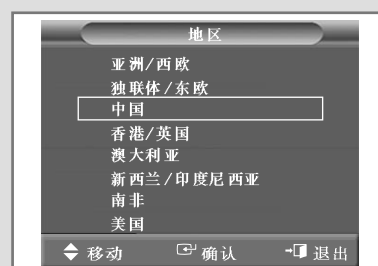 地区
亚洲/西欧
独联体/东欧
中国
香港/英国
澳大利亚
新西兰/印度尼西亚
南非
美国
移动 确认 退出